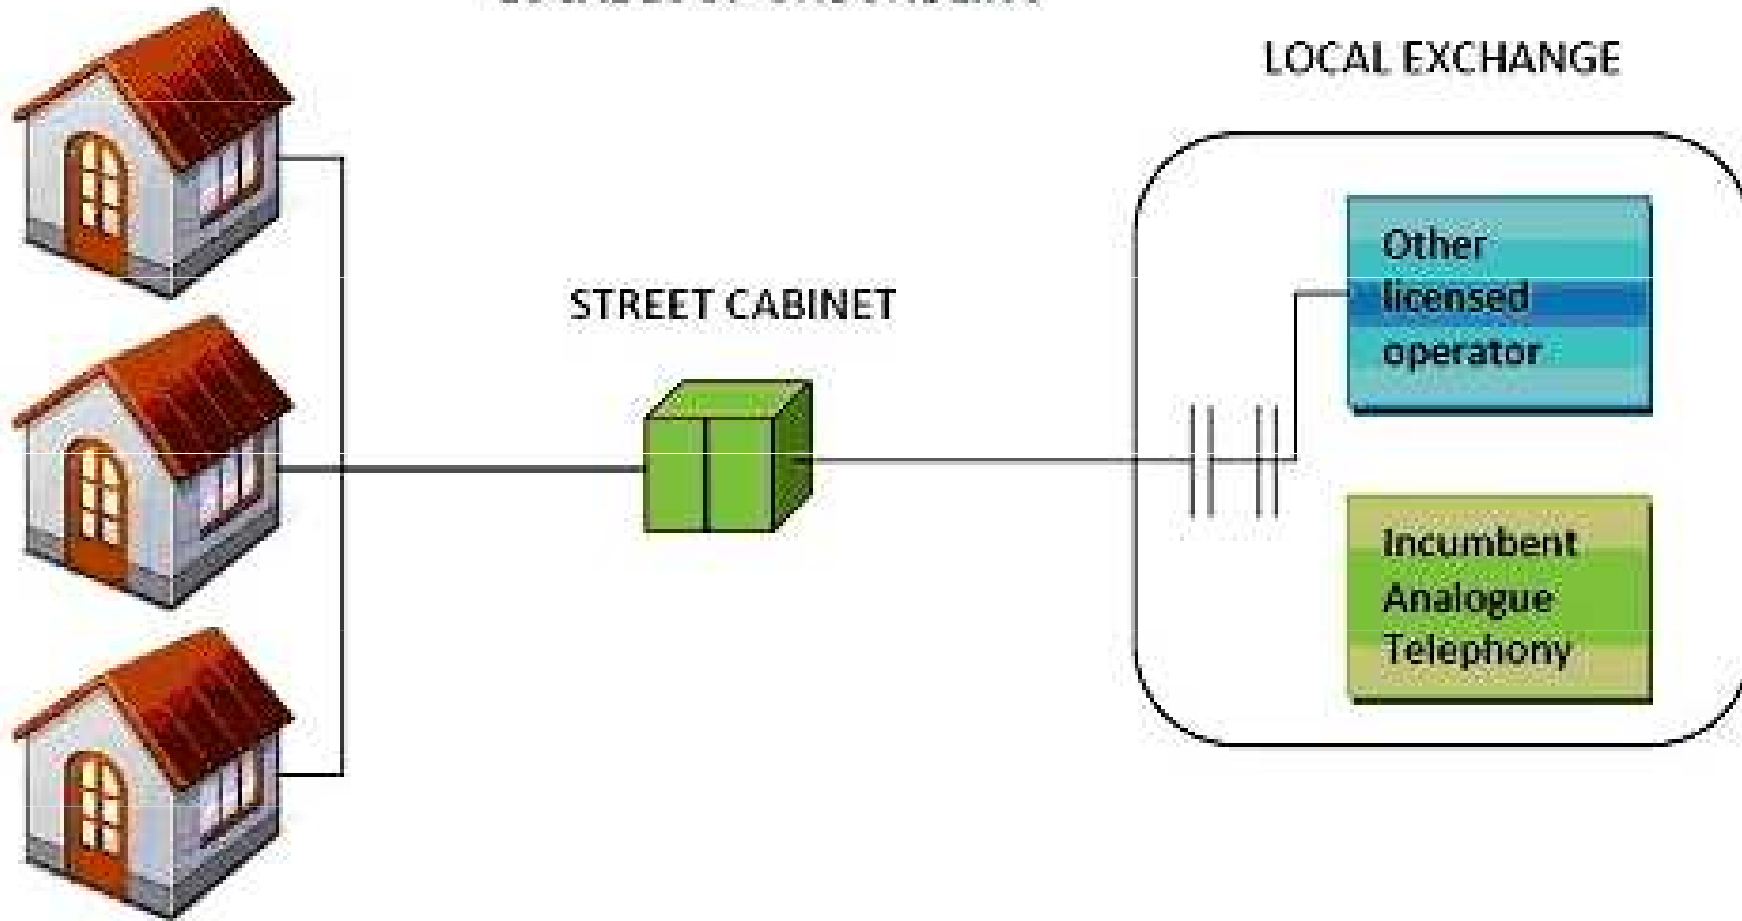 LOCAL EXCHANGE
STREET CABINET
Other
licensed
operator
Incumbent
Analogue
Telephony